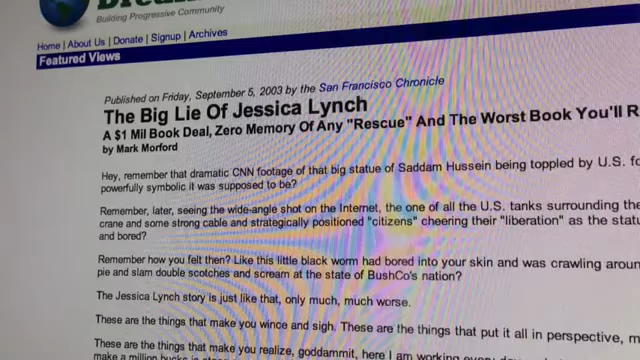 Building Progressive Community
Home | About Us | Donate | Signup | Archives
Featured Views
Published on Friday, September 5, 2003 by the San Francisco Chronicle
The Big Lie Of Jessica Lynch
A $1 Mil Book Deal, Zero Memory Of Any "Rescue" And The Worst Book You'll R
by Mark Morford
Hey, remember that dramatic CNN footage of that big statue of Saddam Hussein being toppled by U.S. fo
powerfully symbolic it was supposed to be?
Remember, later, seeing the wide-angle shot on the Internet, the one of all the U.S. tanks surrounding the
crane and some strong cable and strategically positioned "citizens" cheering their "liberation" as the statu
and bored?
Remember how you felt then? Like this little black worm had bored into your skin and was crawling aroun
pie and slam double scotches and scream at the state of BushCo's nation?
The Jessica Lynch story is just like that, only much, much worse.
These are the things that make you wince and sigh. These are the things that put it all in perspective, m
These are the things that make you realize, goddammit, here I am working every
make a million bucks